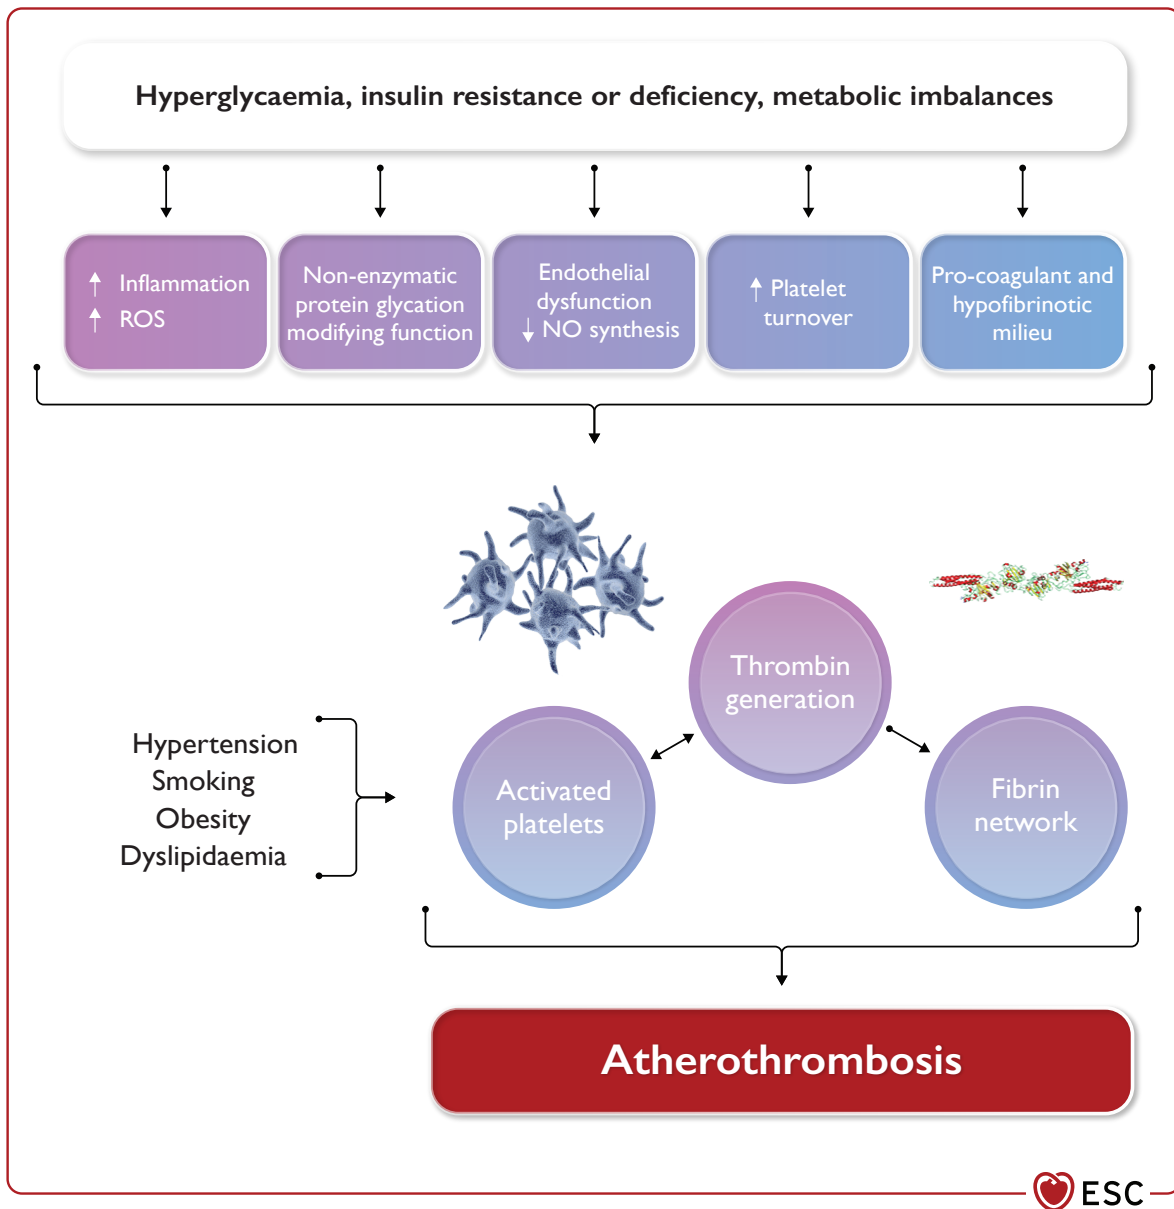 Hyperglycaemia, insulin resistance or deficiency, metabolic imbalances
↑ Inflammation
↑ ROS
Non-enzymatic
protein glycation
modifying function
Endothelial
dysfunction
↓ NO synthesis
↑ Platelet
turnover
Pro-coagulant and
hypofibrinotic
milieu
Thrombin
generation
Hypertension
Smoking
Obesity
Dyslipidaemia
Activated
platelets
Fibrin
network
Atherothrombosis
ESC